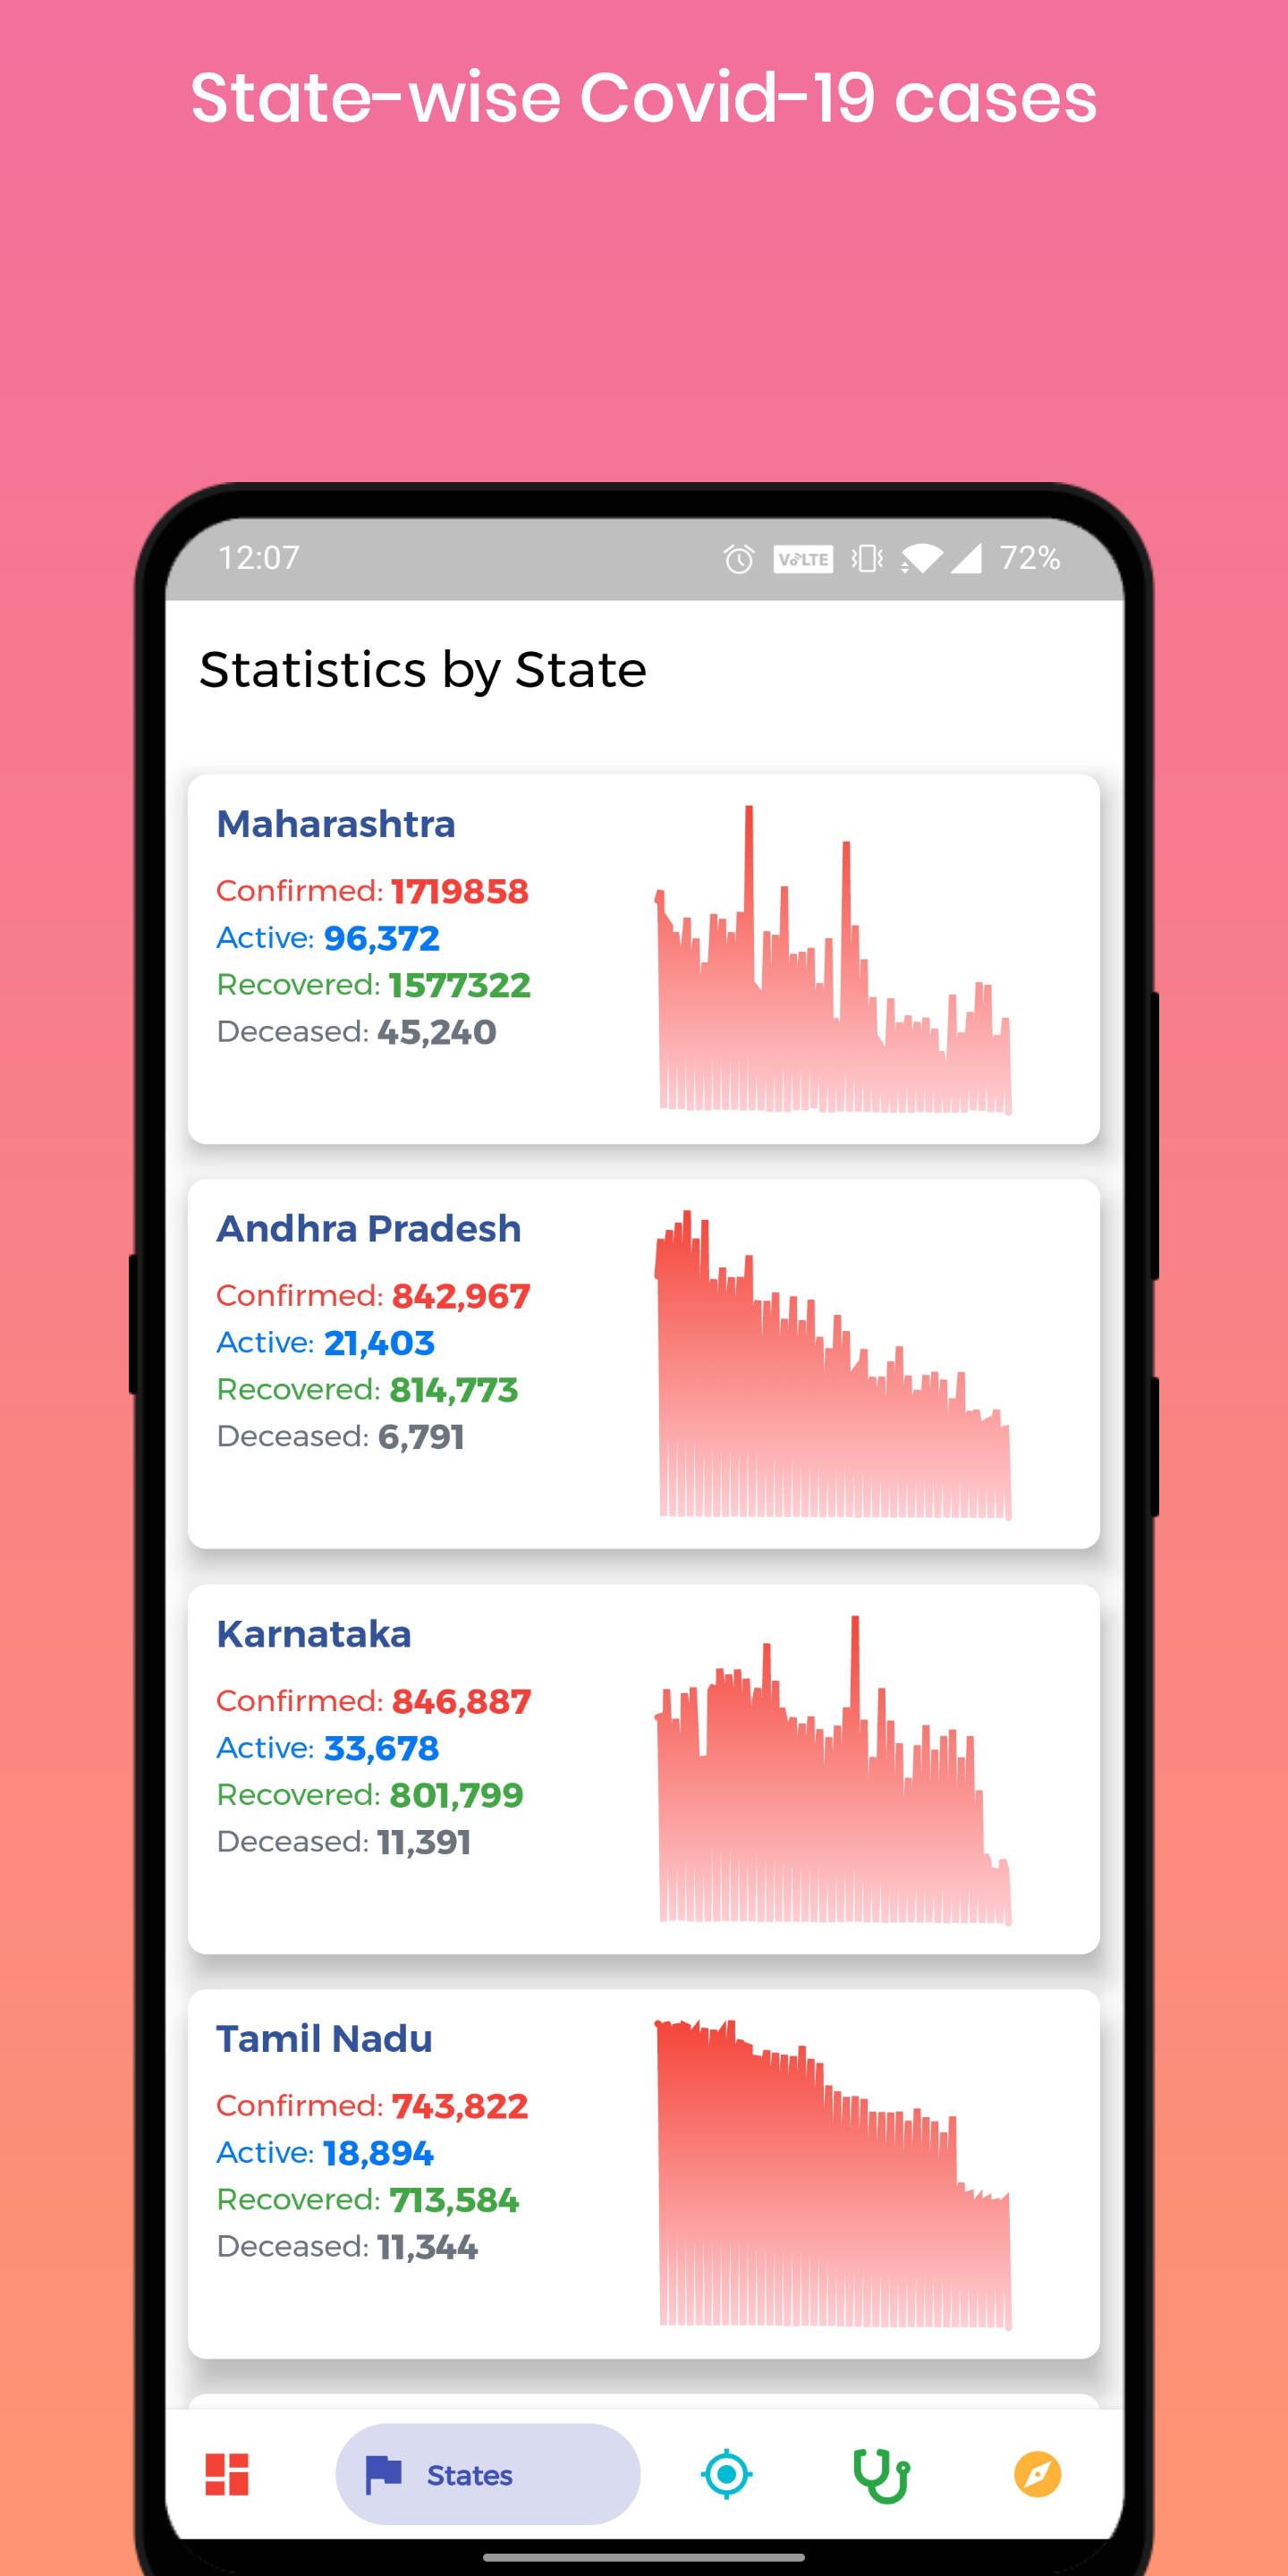 State-wise Covid-19 cases
12:07
VoLTE
72%
Statistics by State
Maharashtra
Confirmed: 1719858
Active: 96,372
Recovered: 1577322
Deceased: 45,240
Andhra Pradesh
Confirmed: 842,967
Active: 21,403
Recovered: 814,773
Deceased: 6,791
Karnataka
Confirmed: 846,887
Active: 33,678
Recovered: 801,799
Deceased: 11,391
Tamil Nadu
Confirmed: 743,822
Active: 18,894
Recovered: 713,584
Deceased: 11,344
States